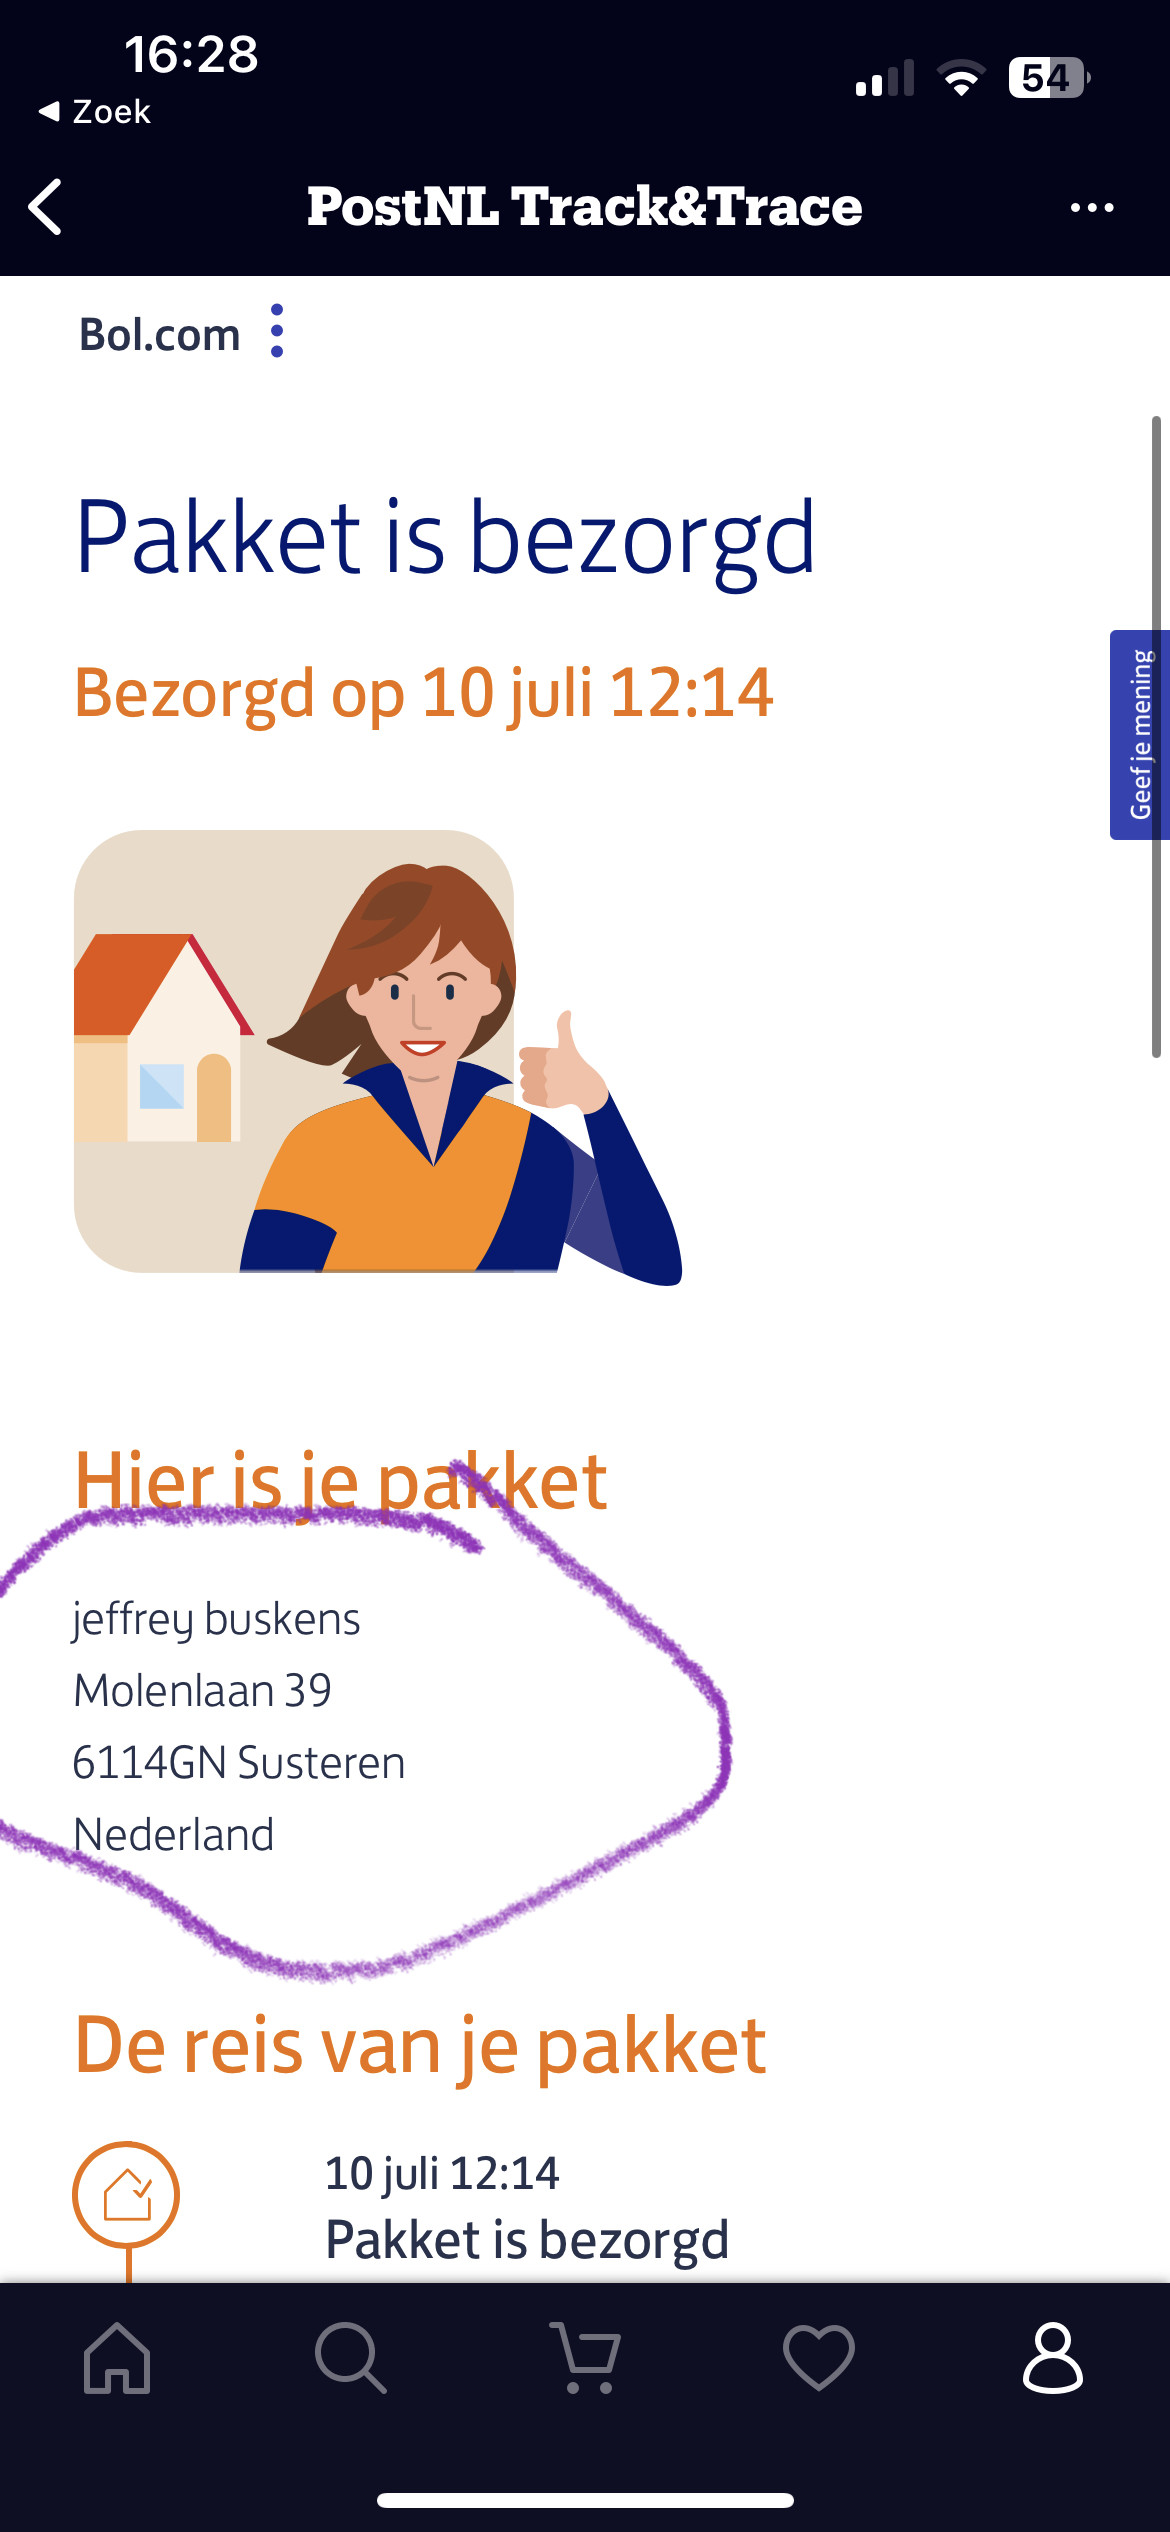 16:28
54
Zoek
PostNL Track&Trace
Bol.com
Pakket is bezorgd
Bezorgd op 10 juli 12:14
Geef je mening
Hier is je pakket
jeffrey buskens
Molenlaan 39
6114GN Susteren
Nederland
De reis van je pakket
10 juli 12:14
Pakket is bezorgd